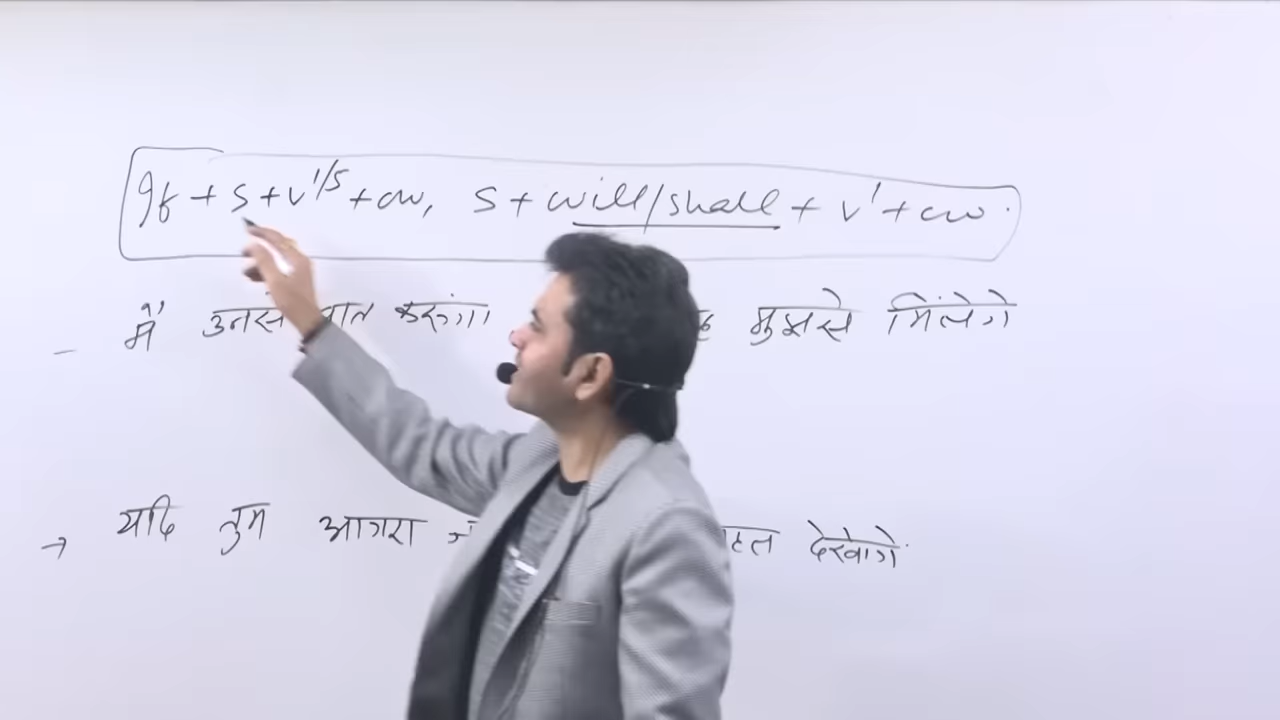 If + S + V¹/S + ow, S + will/shall + V¹ + ow.
- मैं उनसे बात करूंगा मुझसे मिलेंगे
→ यदि तुम आगरा देखोगे